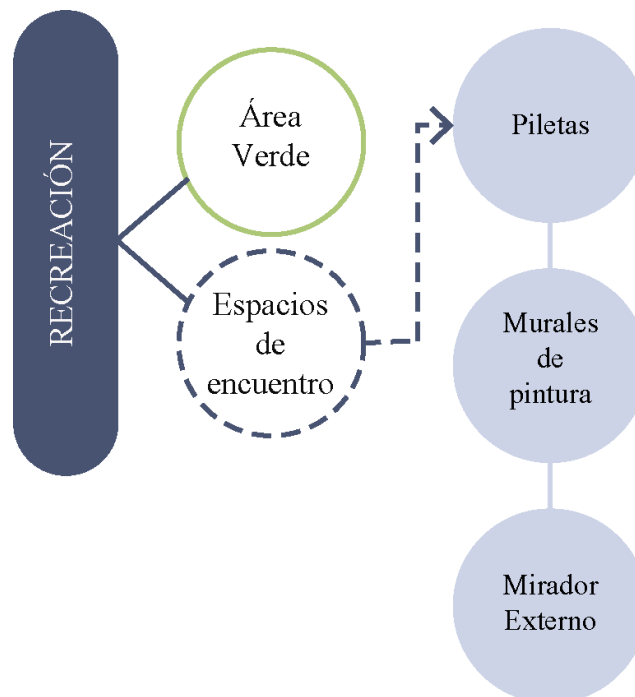 RECREACIÓN
Área
Verde
Espacios
de
encuentro
Piletas
Murales
de
pintura
Mirador
Externo